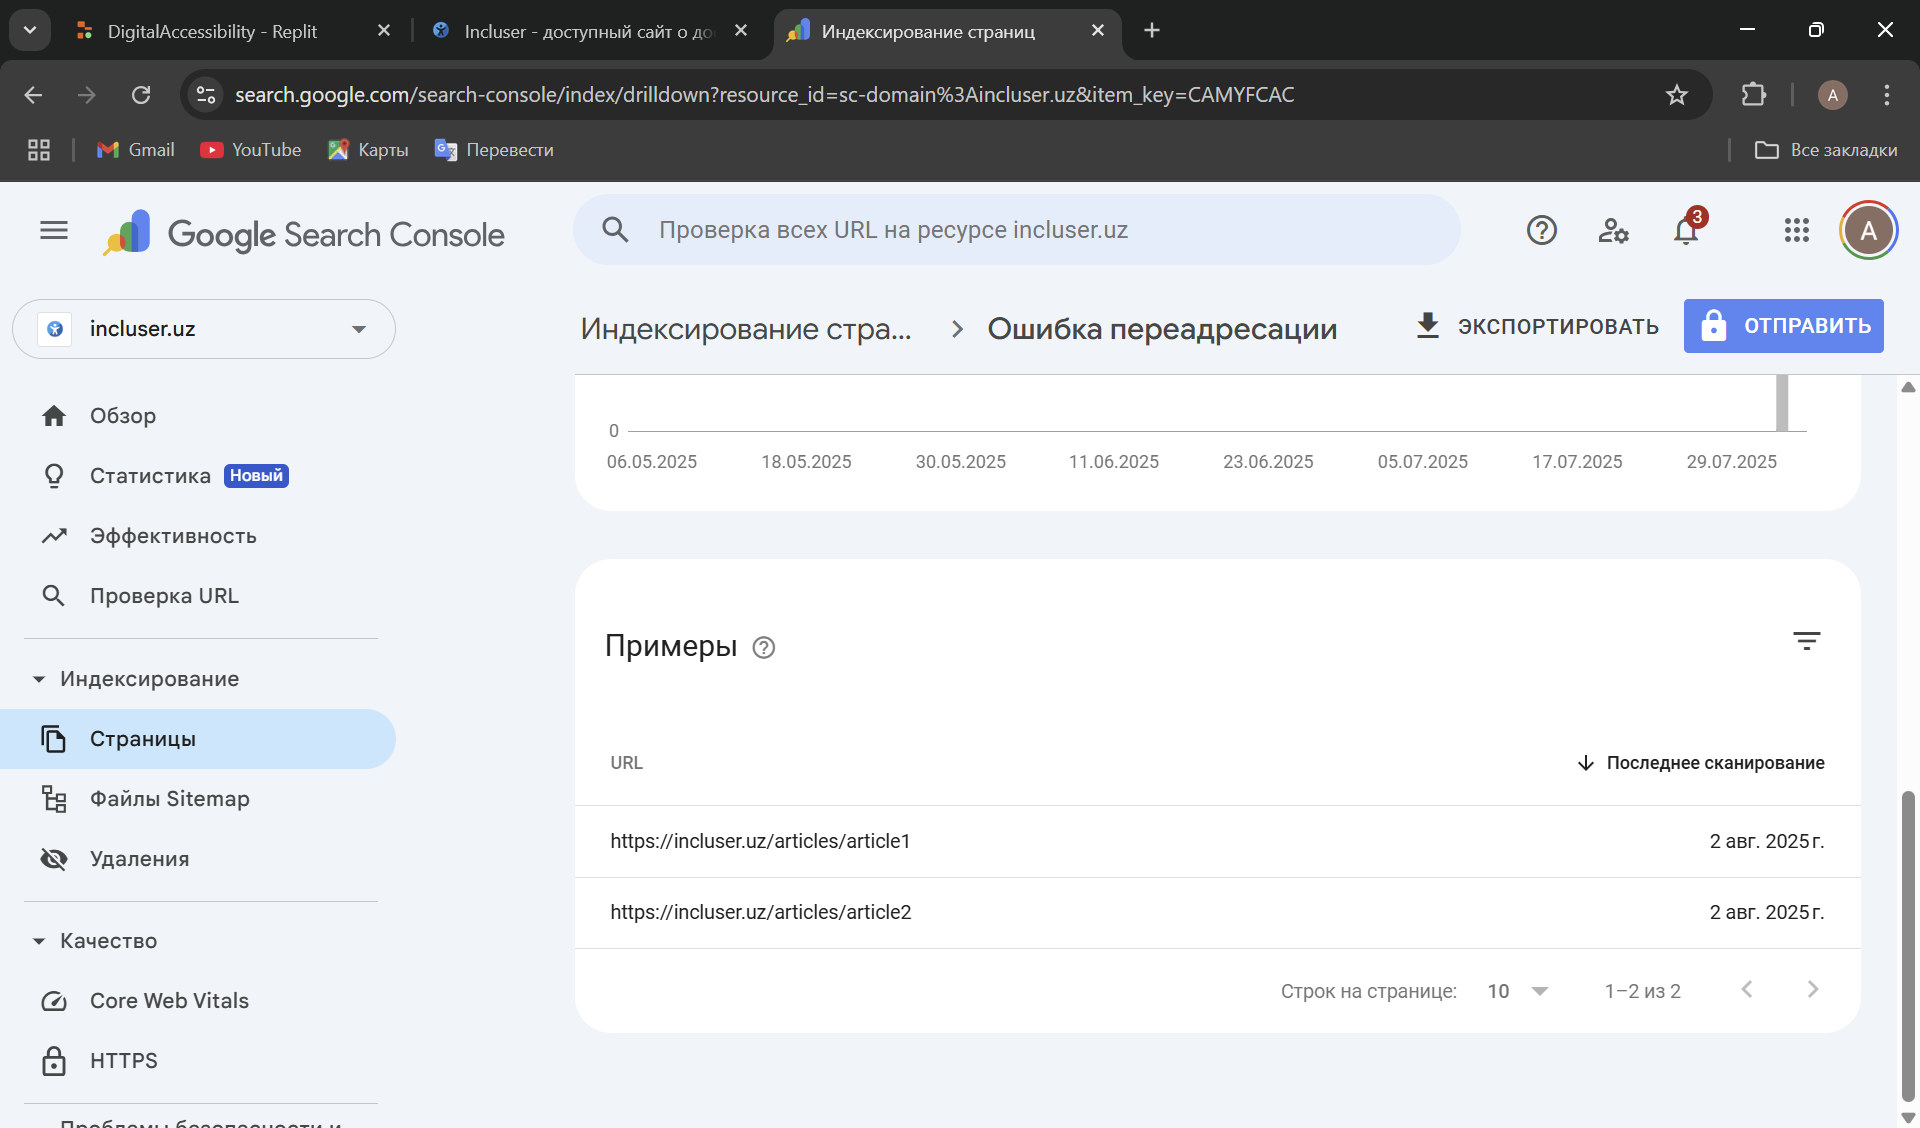 DigitalAccessibility - Replit
Incluser - доступный сайт о до
Индексирование страниц
search.google.com/search-console/index/drilldown?resource_id=sc-domain%3Aincluser.uz&item_key=CAMYFCAC
A
Gmail
YouTube
Карты
Перевести
Все закладки
Google Search Console
Проверка всех URL на ресурсе incluser.uz
3
A
incluser.uz
Индексирование стра...
Ошибка переадресации
ЭКСПОРТИРОВАТЬ
ОТПРАВИТЬ
Обзор
Статистика Новый
Эффективность
Проверка URL
Индексирование
Страницы
Файлы Sitemap
Удаления
Качество
Core Web Vitals
HTTPS
Проблемы безопасности и
0
06.05.2025 18.05.2025 30.05.2025 11.06.2025 23.06.2025 05.07.2025 17.07.2025 29.07.2025
Примеры
URL Последнее сканирование
https://incluser.uz/articles/article1 2 авг. 2025 г.
https://incluser.uz/articles/article2 2 авг. 2025 г.
Строк на странице: 10 1–2 из 2